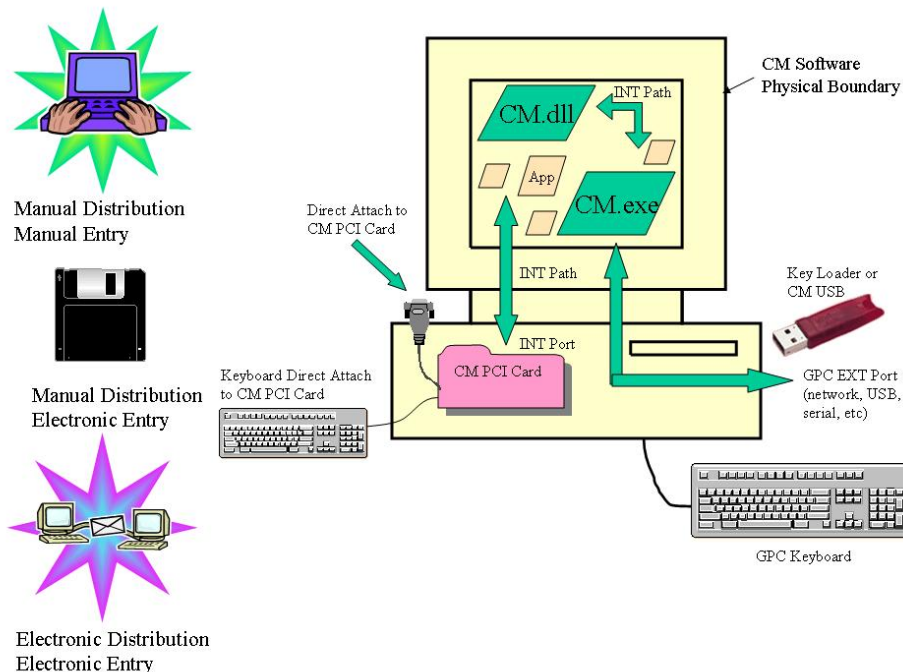 Manual Distribution
Manual Entry
Manual Distribution
Electronic Entry
Electronic Distribution
Electronic Entry
CM Software
Physical Boundary
CM.dll
INT Path
App
CM.exe
Direct Attach to
CM PCI Card
INT Path
INT Port
CM PCI Card
Keyboard Direct Attach
to CM PCI Card
Key Loader or
CM USB
GPC EXT Port
(network, USB,
serial, etc)
GPC Keyboard